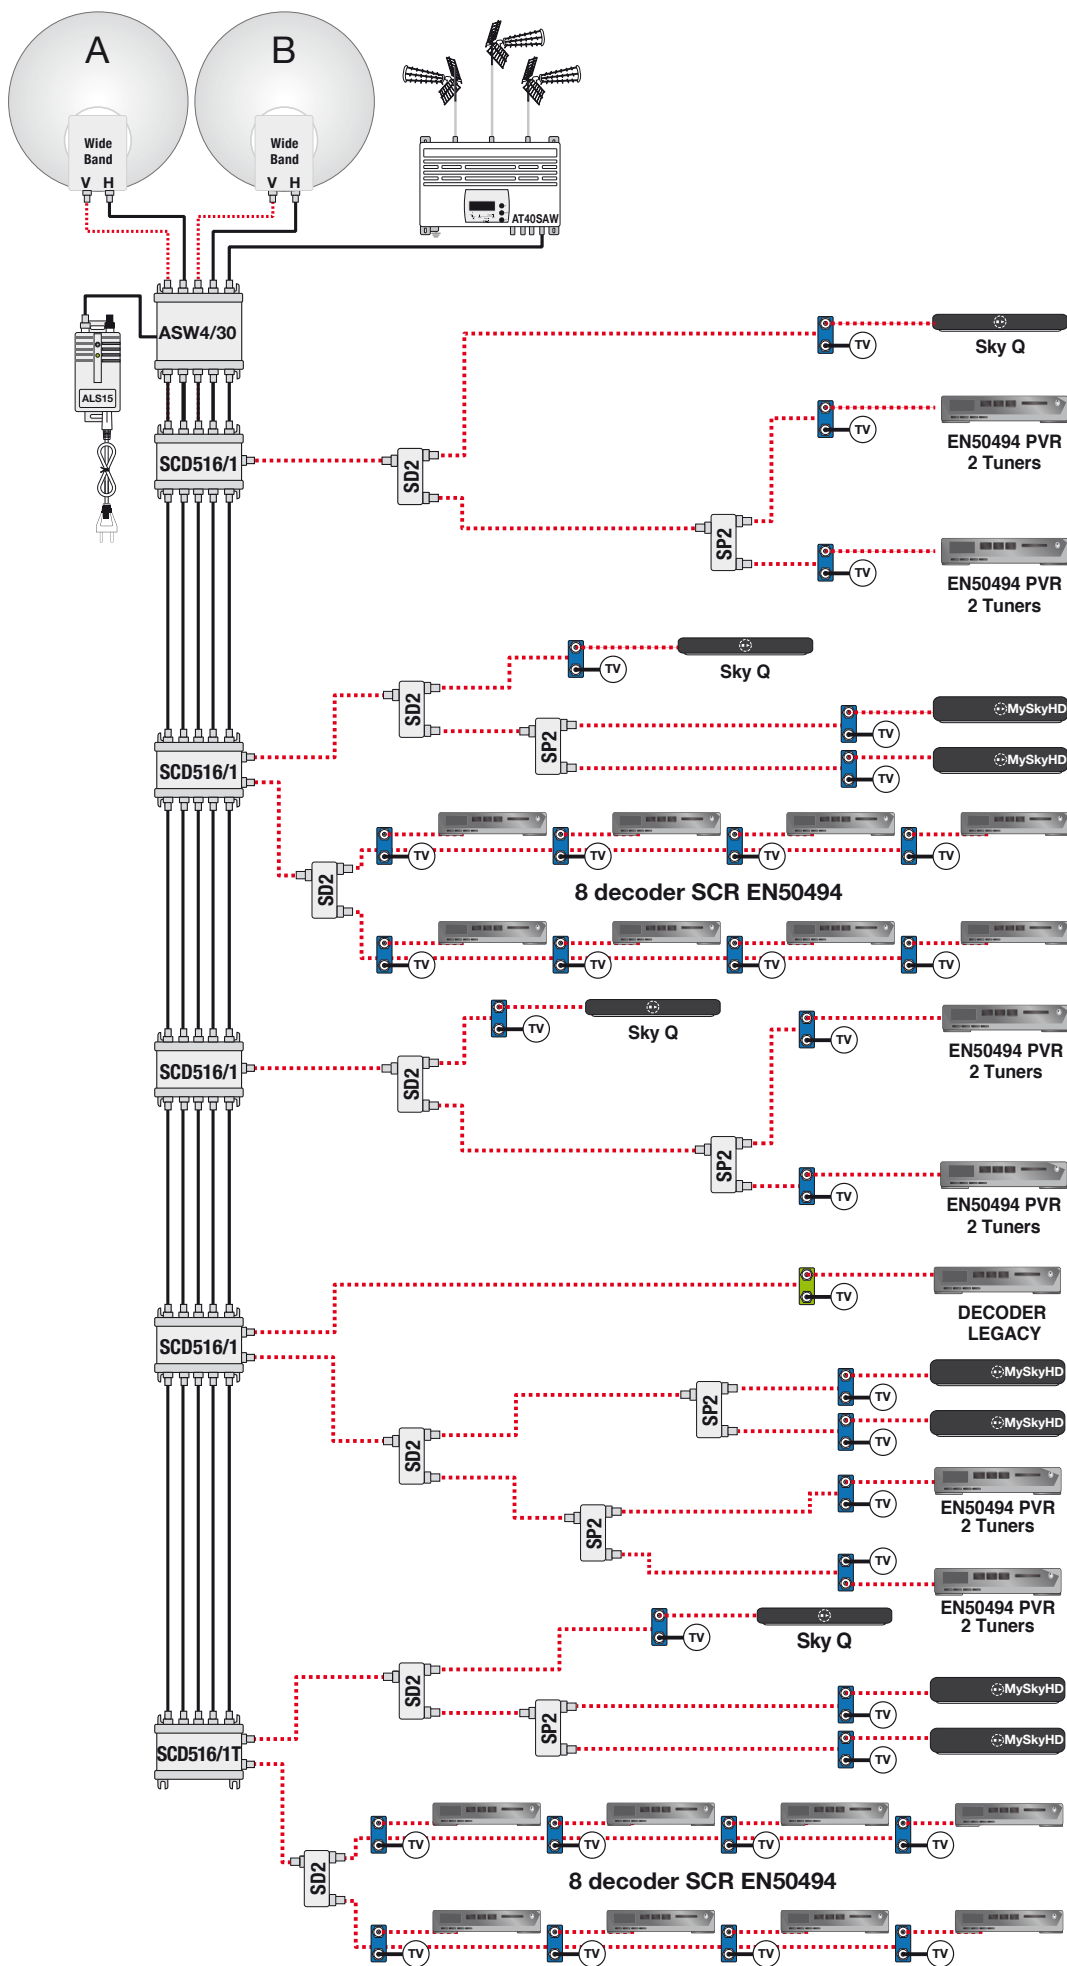 A
B
Wide
Band
V H
Wide
Band
V H
AT40SAW
ASW4/30
ALS15
TV
Sky Q
SCD516/1
SD2
TV
EN50494 PVR
2 Tuners
SP2
TV
EN50494 PVR
2 Tuners
TV
Sky Q
SD2
SP2
TV
MySkyHD
TV
MySkyHD
SCD516/1
TV TV TV TV
SD2
8 decoder SCR EN50494
TV TV TV TV
TV
Sky Q
TV
EN50494 PVR
2 Tuners
SCD516/1
SD2
SP2
TV
EN50494 PVR
2 Tuners
TV
DECODER
LEGACY
SCD516/1
SP2
TV
MySkyHD
TV
MySkyHD
SD2
TV
EN50494 PVR
2 Tuners
SP2
TV
EN50494 PVR
2 Tuners
TV
Sky Q
SD2
SP2
TV
MySkyHD
TV
MySkyHD
SCD516/1T
TV TV TV TV
SD2
8 decoder SCR EN50494
TV TV TV TV